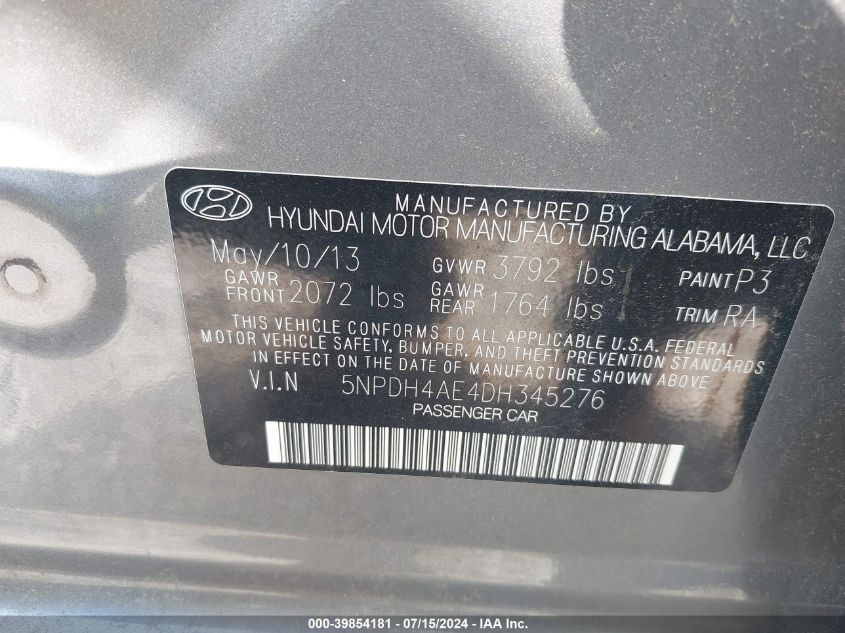 MANUFACTURED BY
HYUNDAI MOTOR MANUFACTURING ALABAMA, LLC
May/10/13 GVWR 3792 lbs PAINT P3
GAWR FRONT 2072 lbs GAWR REAR 1764 lbs TRIM RA
THIS VEHICLE CONFORMS TO ALL APPLICABLE U.S.A. FEDERAL
MOTOR VEHICLE SAFETY, BUMPER, AND THEFT PREVENTION STANDARDS
IN EFFECT ON THE DATE OF MANUFACTURE SHOWN ABOVE
V.I.N 5NPDH4AE4DH345276
PASSENGER CAR
000-39854181 - 07/15/2024 - IAA Inc.